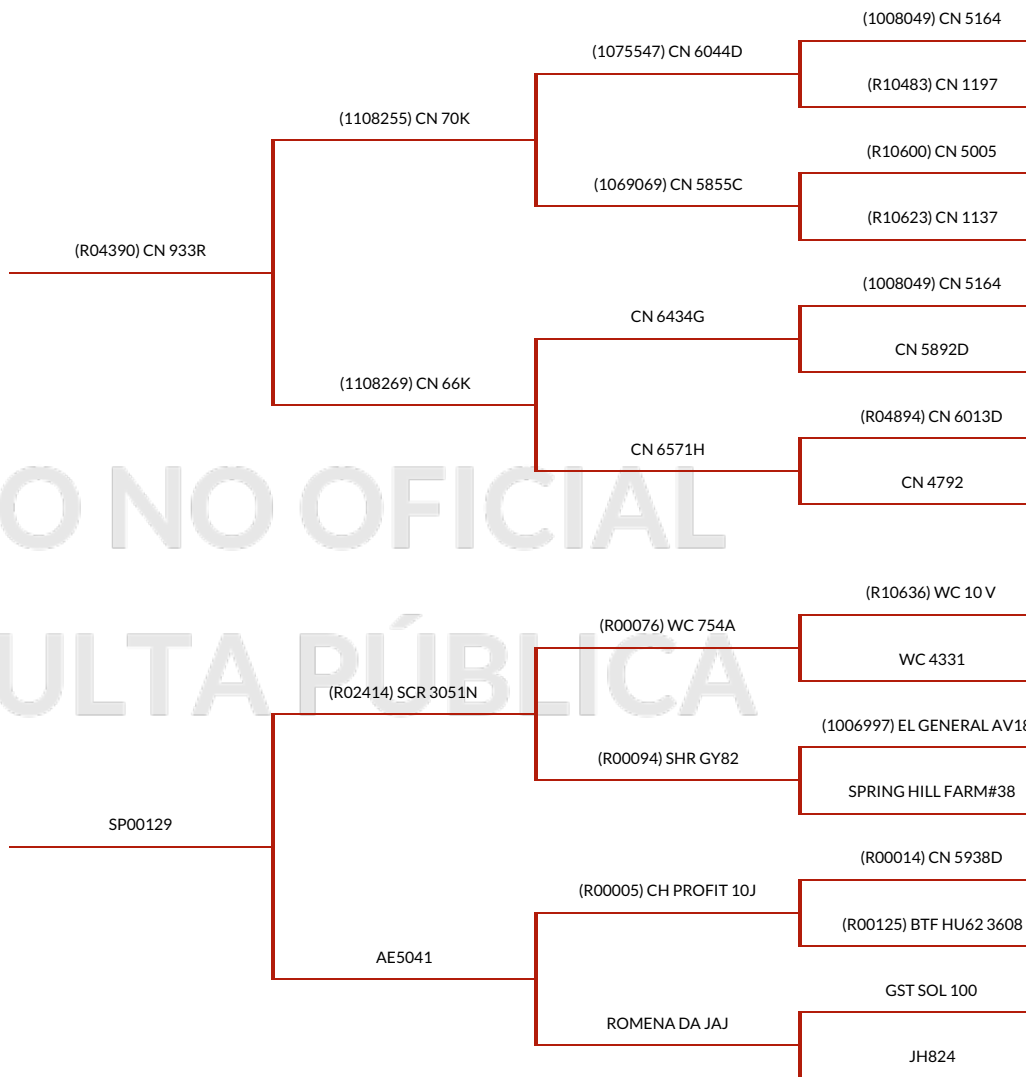 (1008049) CN 5164
(1075547) CN 6044D
(R10483) CN 1197
(1108255) CN 70K
(R10600) CN 5005
(1069069) CN 5855C
(R10623) CN 1137
(R04390) CN 933R
(1008049) CN 5164
CN 6434G
CN 5892D
(1108269) CN 66K
(R04894) CN 6013D
CN 6571H
CN 4792
O NO OFICIAL
(R10636) WC 10 V
(R00076) WC 754A
WC 4331
ULTA PÚBLICA
(R02414) SCR 3051N
(1006997) EL GENERAL AV18
(R00094) SHR GY82
SPRING HILL FARM#38
SP00129
(R00014) CN 5938D
(R00005) CH PROFIT 10J
(R00125) BTF HU62 3608
AE5041
GST SOL 100
ROMENA DA JAJ
JH824